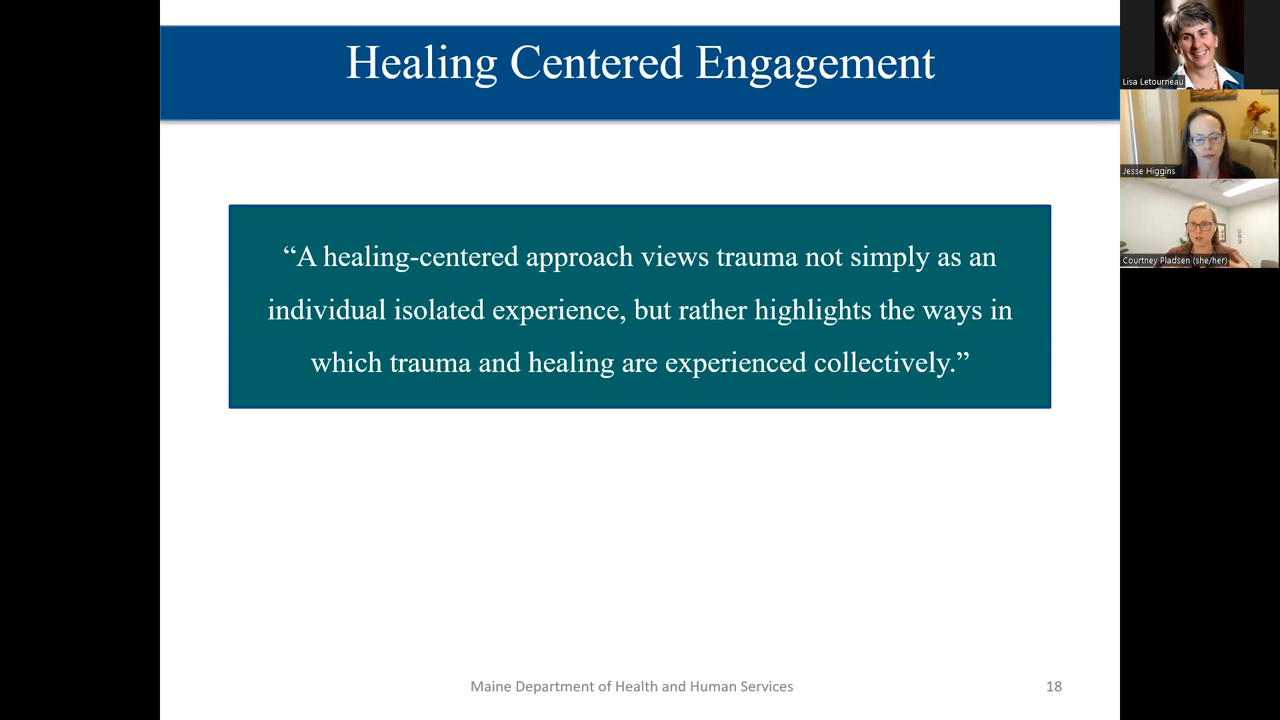 Healing Centered Engagement
“A healing-centered approach views trauma not simply as an
individual isolated experience, but rather highlights the ways in
which trauma and healing are experienced collectively.”
Maine Department of Health and Human Services
18
Lisa Letourneau
Jesse Higgins
Courtney Pladsen (she/her)